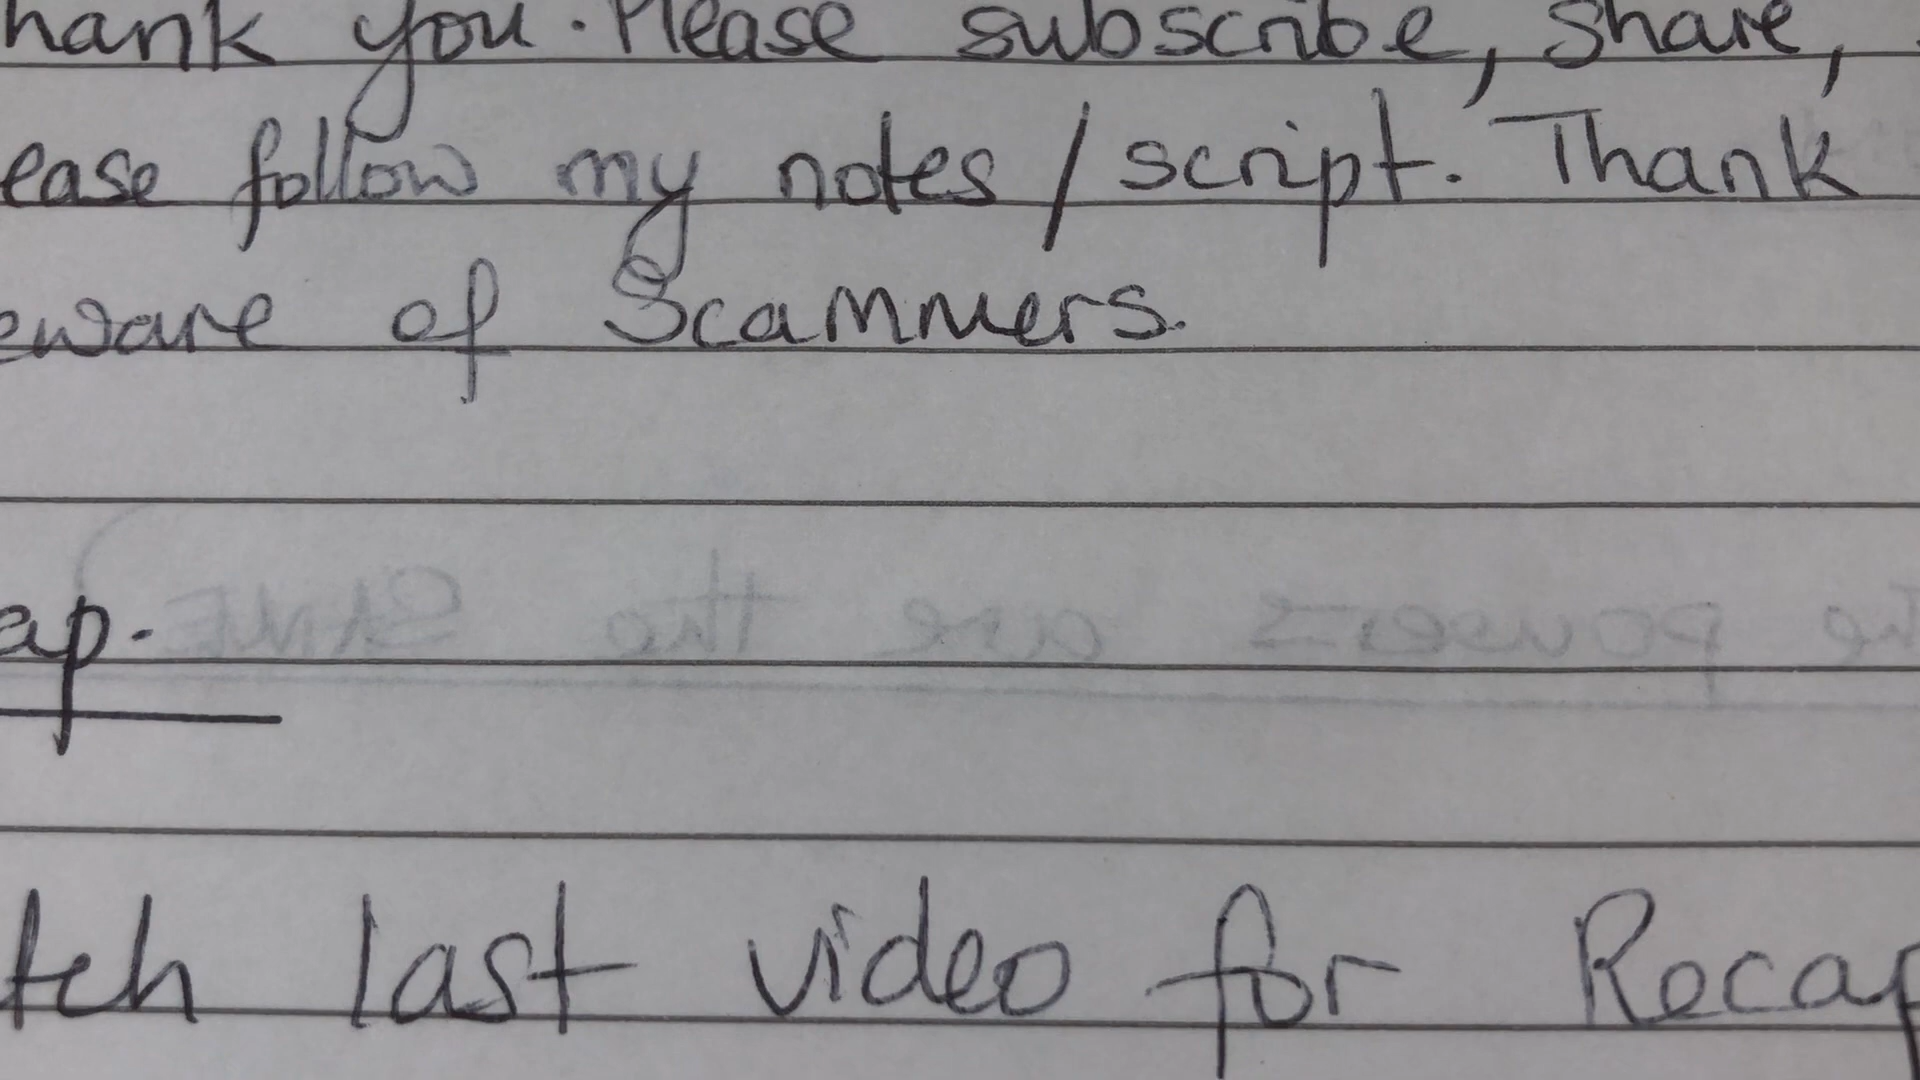 hank you. Please subscribe, share,
ease follow my notes / script. Thank
eware of Scammers.
ap.
tch last video for Recap